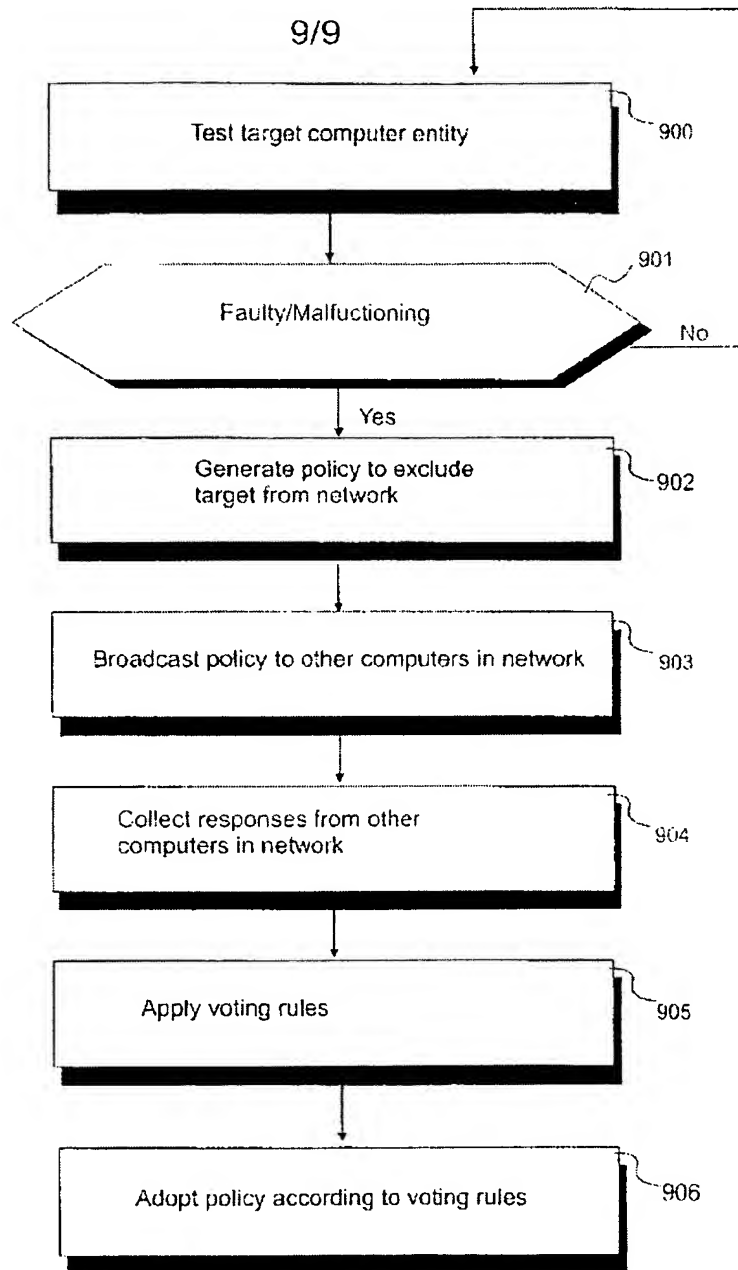 9/9
Test target computer entity
900
901
Faulty/Malfuctioning
No
Yes
Generate policy to exclude
target from network
902
Broadcast policy to other computers in network
903
Collect responses from other
computers in network
904
Apply voting rules
905
Adopt policy according to voting rules
906